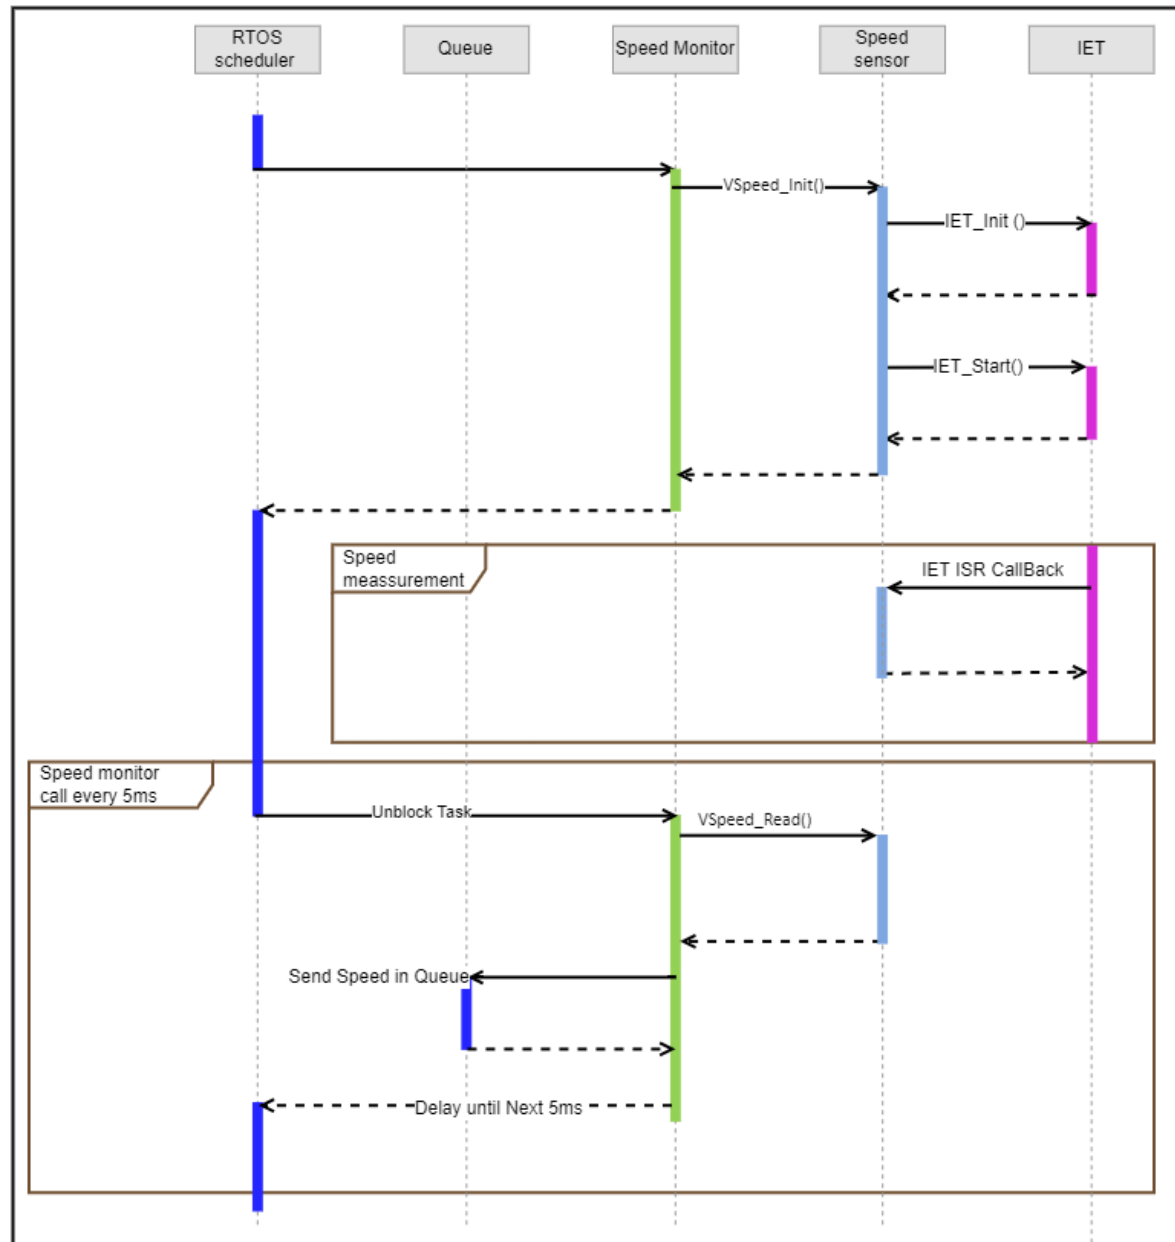 RTOS
scheduler
Queue
Speed Monitor
Speed
sensor
IET
VSpeed_Init()
IET_Init ()
IET_Start()
Speed
meassurement
IET ISR CallBack
Speed monitor
call every 5ms
Unblock Task
VSpeed_Read()
Send Speed in Queue
Delay until Next 5ms